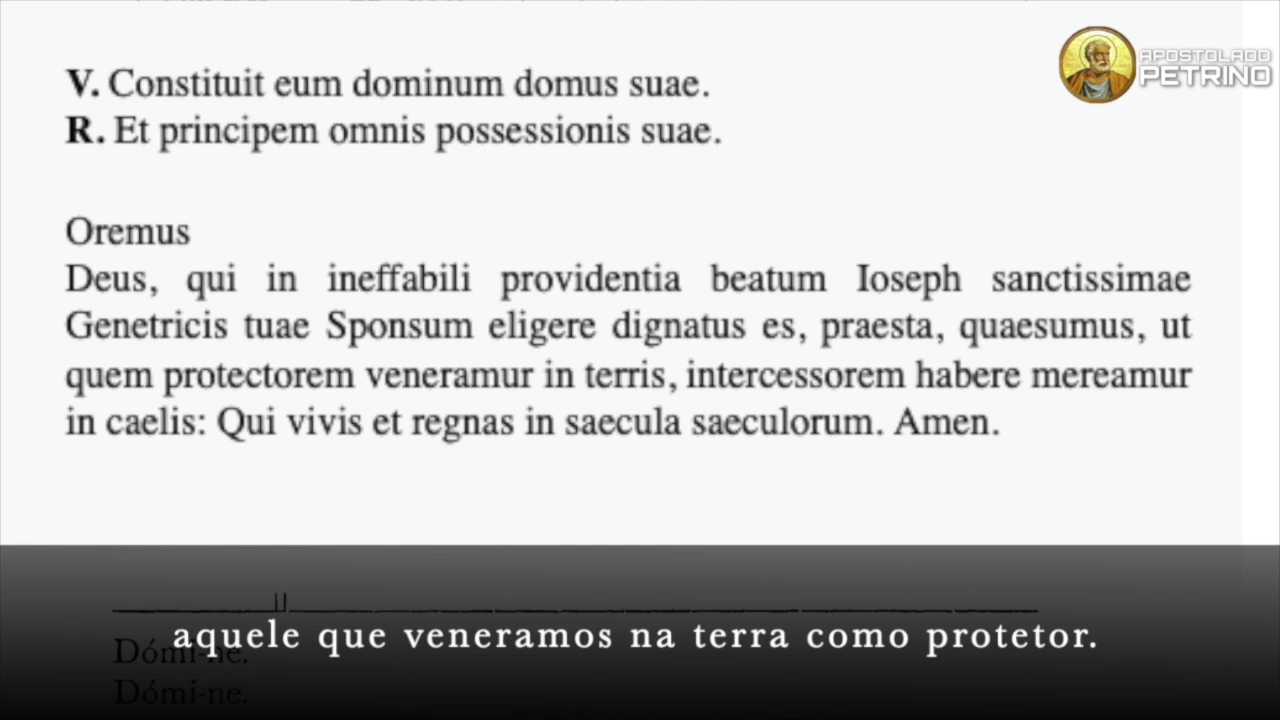 APOSTOLADO
PETRINO
V. Constituit eum dominum domus suae.
R. Et principem omnis possessionis suae.
Oremus
Deus, qui in ineffabili providentia beatum Ioseph sanctissimae
Genetricis tuae Sponsum eligere dignatus es, praesta, quaesumus, ut
quem protectorem veneramur in terris, intercessorem habere mereamur
in caelis: Qui vivis et regnas in saecula saeculorum. Amen.
aquele que veneramos na terra como protetor.
Dómi-ne.
Dómi-ne.